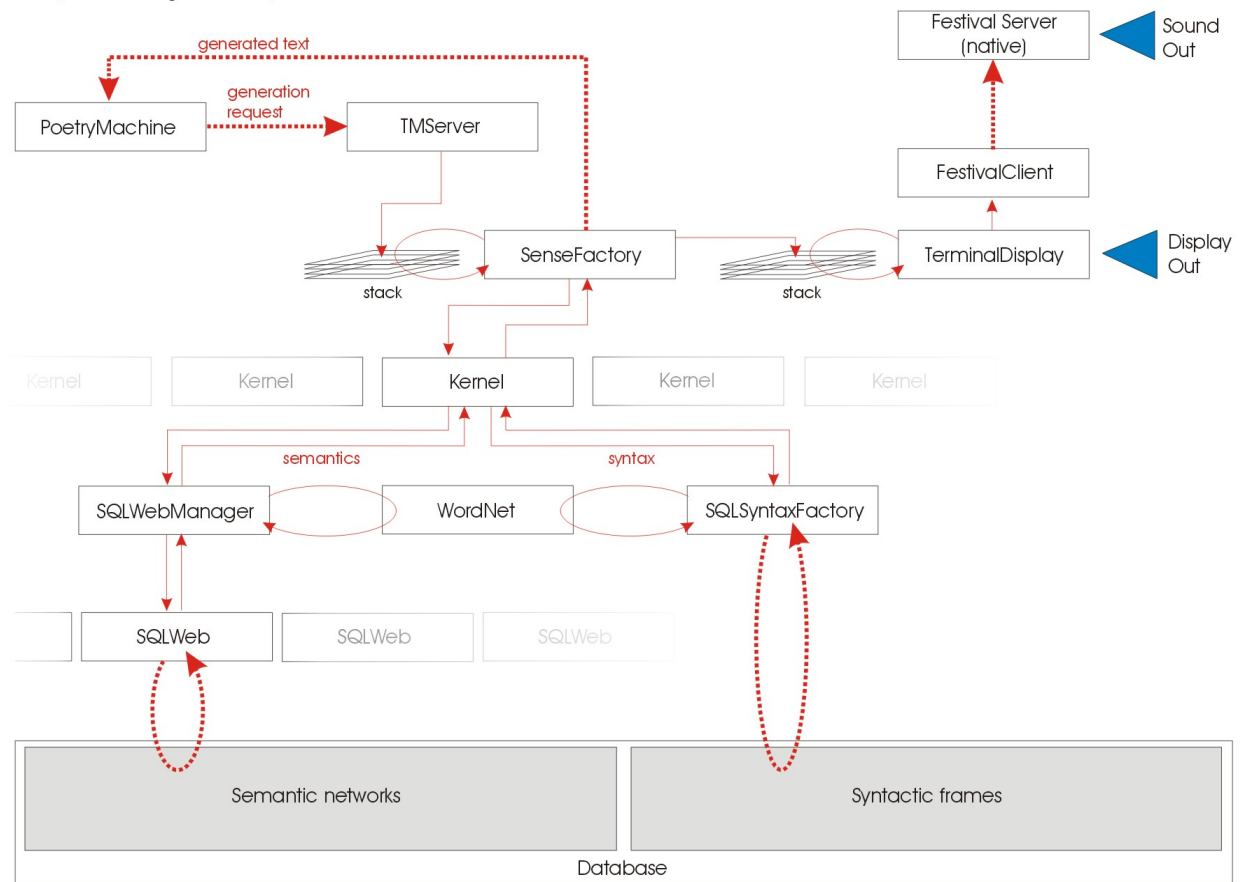 generated text
Festival Server
(native)
Sound
Out
generation
request
PoetryMachine
TMServer
FestivalClient
SenseFactory
TerminalDisplay
Display
Out
stack
stack
Kernel
Kernel
Kernel
Kernel
Kernel
semantics
syntax
SQLWebManager
WordNet
SQLSyntaxFactory
SQLWeb
SQLWeb
SQLWeb
Semantic networks
Syntactic frames
Database